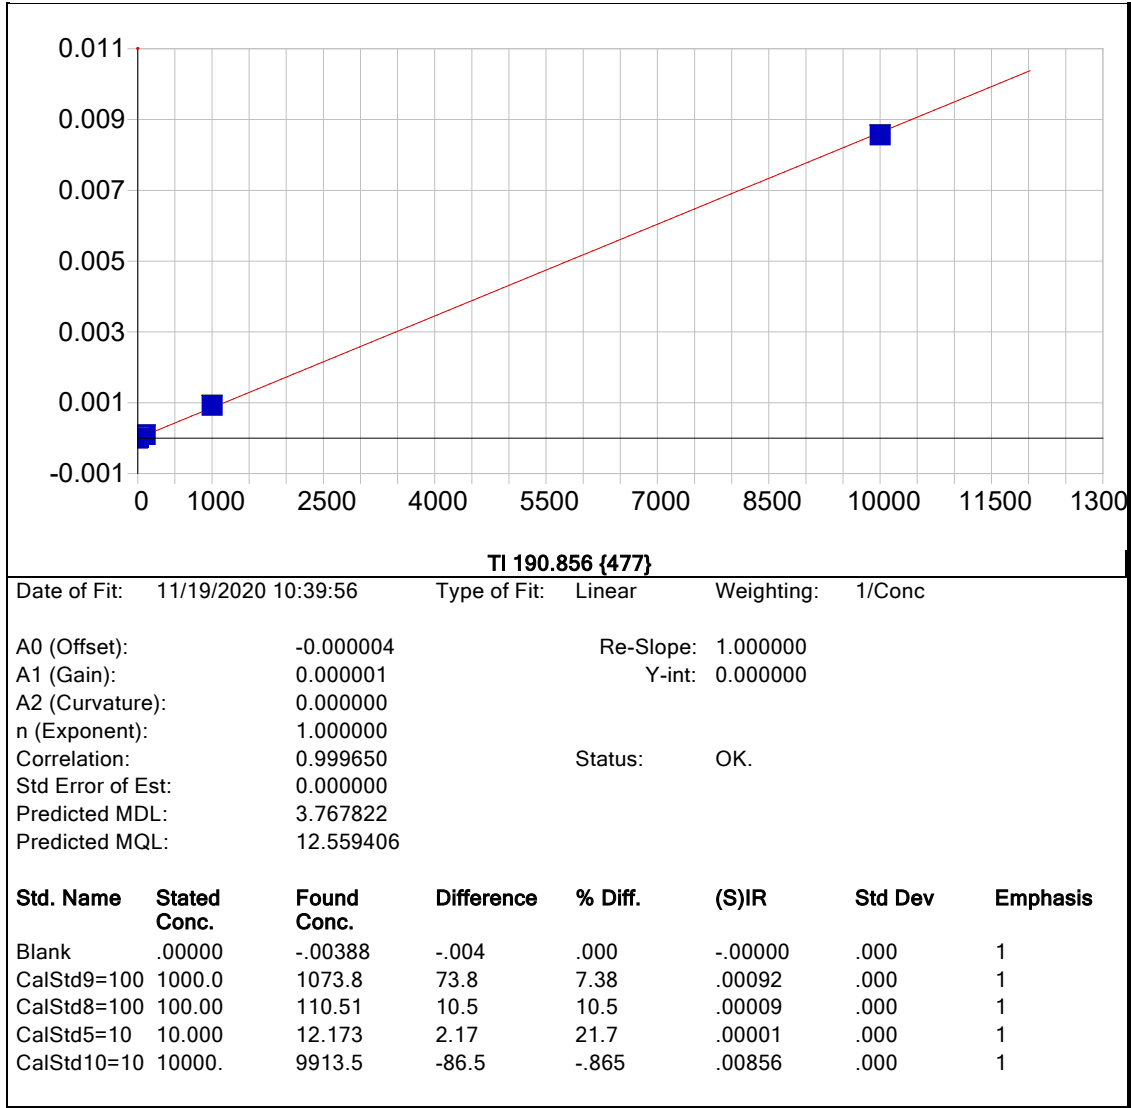 0.011
0.009
0.007
0.005
0.003
0.001
-0.001
0 1000 2500 4000 5500 7000 8500 10000 11500 1300
Tl 190.856 {477}
Date of Fit: 11/19/2020 10:39:56 Type of Fit: Linear Weighting: 1/Conc
A0 (Offset): -0.000004 Re-Slope: 1.000000
A1 (Gain): 0.000001 Y-int: 0.000000
A2 (Curvature): 0.000000
n (Exponent): 1.000000
Correlation: 0.999650 Status: OK.
Std Error of Est: 0.000000
Predicted MDL: 3.767822
Predicted MQL: 12.559406
Std. Name Stated Conc. Found Conc. Difference % Diff. (S)IR Std Dev Emphasis
Blank .00000 -.00388 -.004 .000 -.00000 .000 1
CalStd9=100 1000.0 1073.8 73.8 7.38 .00092 .000 1
CalStd8=100 100.00 110.51 10.5 10.5 .00009 .000 1
CalStd5=10 10.000 12.173 2.17 21.7 .00001 .000 1
CalStd10=10 10000. 9913.5 -86.5 -.865 .00856 .000 1